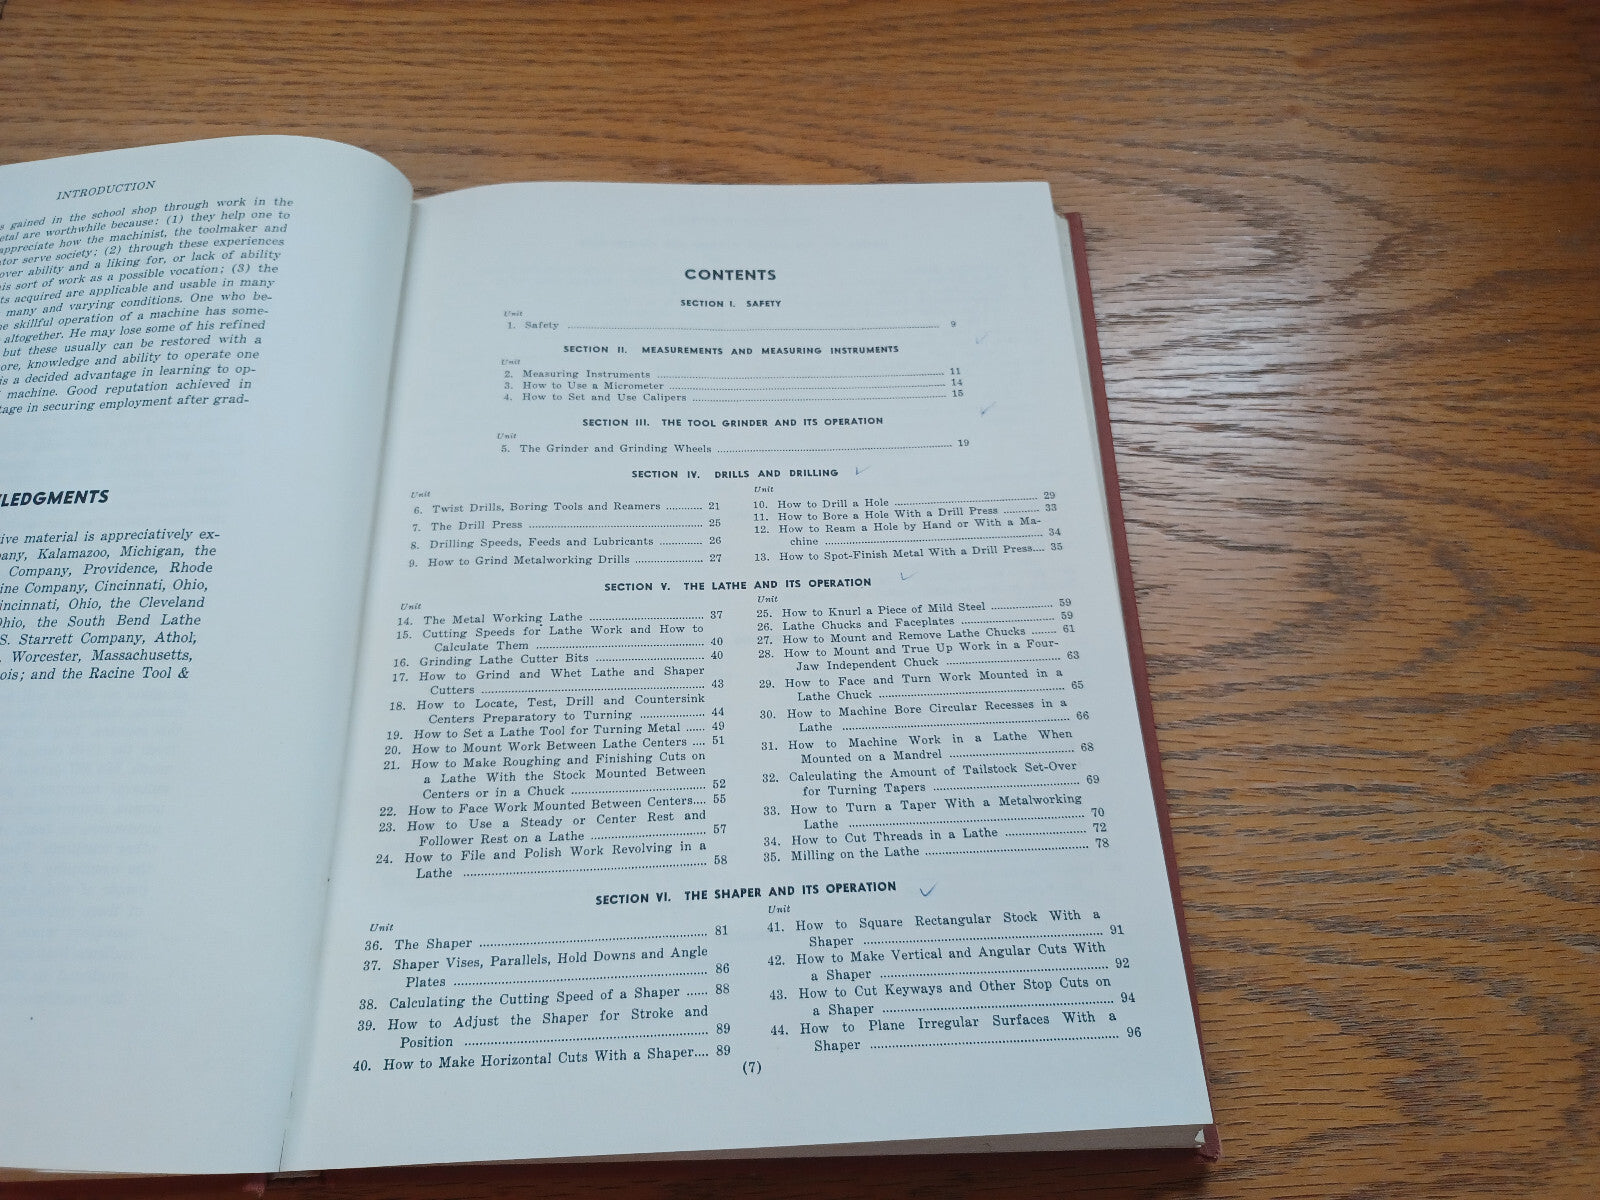 INTRODUCTION
s gained in the school shop through work in the
etal are worthwhile because: (1) they help one to
appreciate how the machinist, the toolmaker and
tor serve society; (2) through these experiences
over ability and a liking for, or lack of ability
is sort of work as a possible vocation; (3) the
ts acquired are applicable and usable in many
many and varying conditions. One who be-
e skillful operation of a machine has some-
altogether. He may lose some of his refined
but these usually can be restored with a
ore, knowledge and ability to operate one
is a decided advantage in learning to op-
machine. Good reputation achieved in
tage in securing employment after grad-
LEDGMENTS
ive material is appreciatively ex-
pany, Kalamazoo, Michigan, the
Company, Providence, Rhode
ine Company, Cincinnati, Ohio,
incinnati, Ohio, the Cleveland
Ohio, the South Bend Lathe
S. Starrett Company, Athol,
Worcester, Massachusetts,
ois; and the Racine Tool &
CONTENTS
SECTION I. SAFETY
Unit
1. Safety 9
SECTION II. MEASUREMENTS AND MEASURING INSTRUMENTS
Unit
2. Measuring Instruments 11
3. How to Use a Micrometer 14
4. How to Set and Use Calipers 15
SECTION III. THE TOOL GRINDER AND ITS OPERATION
Unit
5. The Grinder and Grinding Wheels 19
SECTION IV. DRILLS AND DRILLING
Unit
6. Twist Drills, Boring Tools and Reamers 21
7. The Drill Press 25
8. Drilling Speeds, Feeds and Lubricants 26
9. How to Grind Metalworking Drills 27
Unit
10. How to Drill a Hole 29
11. How to Bore a Hole With a Drill Press 33
12. How to Ream a Hole by Hand or With a Ma-
chine 34
13. How to Spot-Finish Metal With a Drill Press.... 35
SECTION V. THE LATHE AND ITS OPERATION
Unit
14. The Metal Working Lathe 37
15. Cutting Speeds for Lathe Work and How to
Calculate Them 40
16. Grinding Lathe Cutter Bits 40
17. How to Grind and Whet Lathe and Shaper
Cutters 43
18. How to Locate, Test, Drill and Countersink
Centers Preparatory to Turning 44
19. How to Set a Lathe Tool for Turning Metal 49
20. How to Mount Work Between Lathe Centers 51
21. How to Make Roughing and Finishing Cuts on
a Lathe With the Stock Mounted Between
Centers or in a Chuck 52
22. How to Face Work Mounted Between Centers.... 55
23. How to Use a Steady or Center Rest and
Follower Rest on a Lathe 57
24. How to File and Polish Work Revolving in a
Lathe 58
Unit
25. How to Knurl a Piece of Mild Steel 59
26. Lathe Chucks and Faceplates 59
27. How to Mount and Remove Lathe Chucks 61
28. How to Mount and True Up Work in a Four-
Jaw Independent Chuck 63
29. How to Face and Turn Work Mounted in a
Lathe Chuck 65
30. How to Machine Bore Circular Recesses in a
Lathe 66
31. How to Machine Work in a Lathe When
Mounted on a Mandrel 68
32. Calculating the Amount of Tailstock Set-Over
for Turning Tapers 69
33. How to Turn a Taper With a Metalworking
Lathe 70
34. How to Cut Threads in a Lathe 72
35. Milling on the Lathe 78
SECTION VI. THE SHAPER AND ITS OPERATION
Unit
36. The Shaper 81
37. Shaper Vises, Parallels, Hold Downs and Angle
Plates 86
38. Calculating the Cutting Speed of a Shaper 88
39. How to Adjust the Shaper for Stroke and
Position 89
40. How to Make Horizontal Cuts With a Shaper.... 89
Unit
41. How to Square Rectangular Stock With a
Shaper 91
42. How to Make Vertical and Angular Cuts With
a Shaper 92
43. How to Cut Keyways and Other Stop Cuts on
a Shaper 94
44. How to Plane Irregular Surfaces With a
Shaper 96
(7)